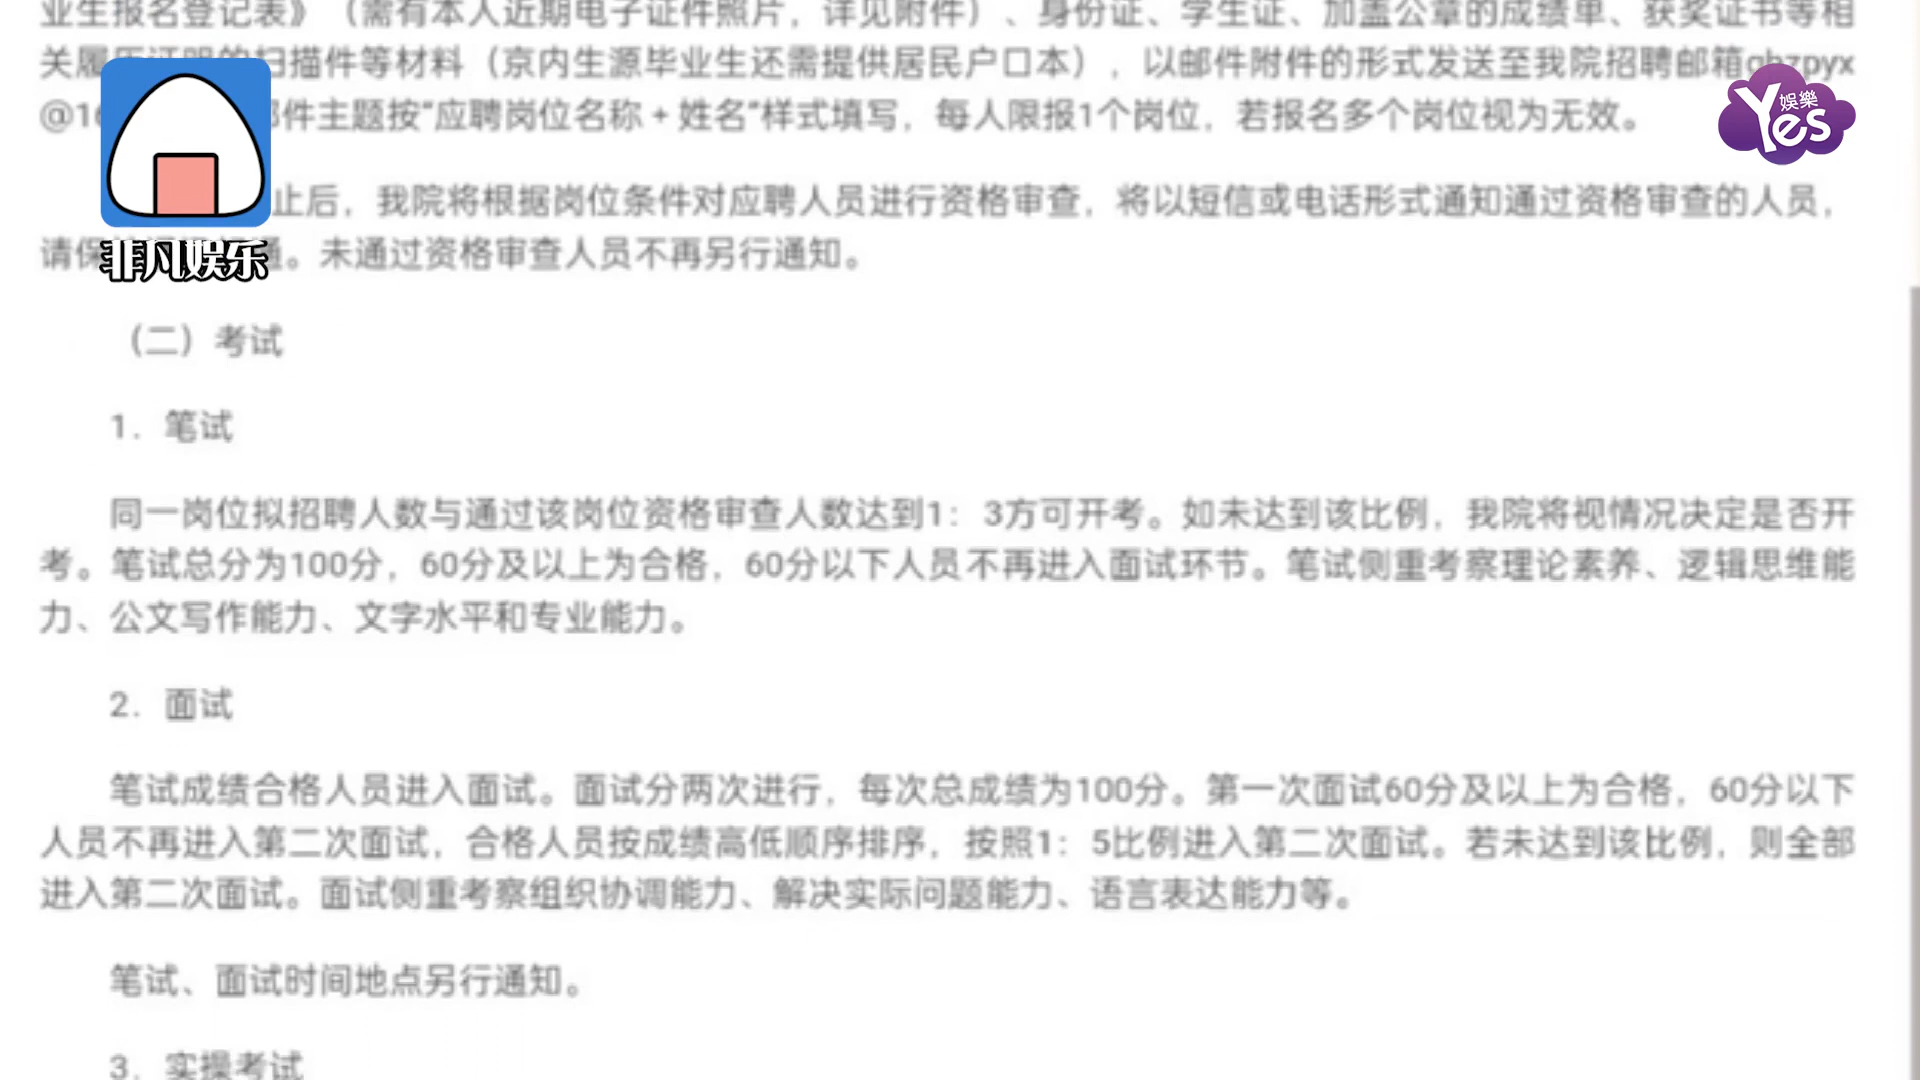 业生报名登记表》（需有本人近期电子证件照片，详见附件）、身份证、学生证、加盖公章的成绩单、获奖证书等相
关履历证明的扫描件等材料（京内生源毕业生还需提供居民户口本），以邮件附件的形式发送至我院招聘邮箱ghzpyx
@16 邮件主题按“应聘岗位名称+姓名”样式填写，每人限报1个岗位，若报名多个岗位视为无效。
Yes娱樂
止后，我院将根据岗位条件对应聘人员进行资格审查，将以短信或电话形式通知通过资格审查的人员，
请保 通。未通过资格审查人员不再另行通知。
非凡娱乐
（二）考试
1．笔试
同一岗位拟招聘人数与通过该岗位资格审查人数达到1：3方可开考。如未达到该比例，我院将视情况决定是否开
考。笔试总分为100分，60分及以上为合格，60分以下人员不再进入面试环节。笔试侧重考察理论素养、逻辑思维能
力、公文写作能力、文字水平和专业能力。
2．面试
笔试成绩合格人员进入面试。面试分两次进行，每次总成绩为100分。第一次面试60分及以上为合格，60分以下
人员不再进入第二次面试，合格人员按成绩高低顺序排序，按照1：5比例进入第二次面试。若未达到该比例，则全部
进入第二次面试。面试侧重考察组织协调能力、解决实际问题能力、语言表达能力等。
笔试、面试时间地点另行通知。
3．实操考试